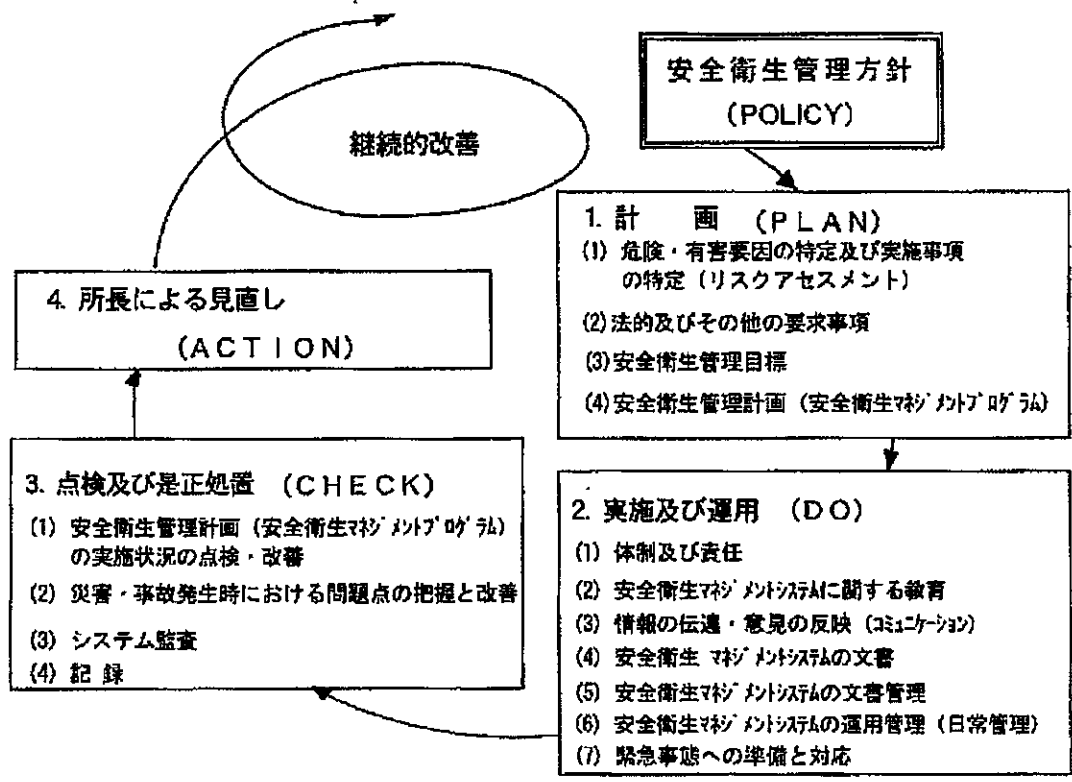 安全衛生管理方針
(POLICY)
継続的改善
1. 計　画 (PLAN)
(1) 危険・有害要因の特定及び実施事項
の特定 (リスクアセスメント)
(2) 法的及びその他の要求事項
(3) 安全衛生管理目標
(4) 安全衛生管理計画 (安全衛生マネジメントプログラム)
2. 実施及び運用 (DO)
(1) 体制及び責任
(2) 安全衛生マネジメントシステムに関する教育
(3) 情報の伝達・意見の反映 (コミュニケーション)
(4) 安全衛生 マネジメントシステムの文書
(5) 安全衛生マネジメントシステムの文書管理
(6) 安全衛生マネジメントシステムの運用管理 (日常管理)
(7) 緊急事態への準備と対応
3. 点検及び是正処置 (CHECK)
(1) 安全衛生管理計画 (安全衛生マネジメントプログラム)
の実施状況の点検・改善
(2) 災害・事故発生時における問題点の把握と改善
(3) システム監査
(4) 記 録
4. 所長による見直し
(ACTION)